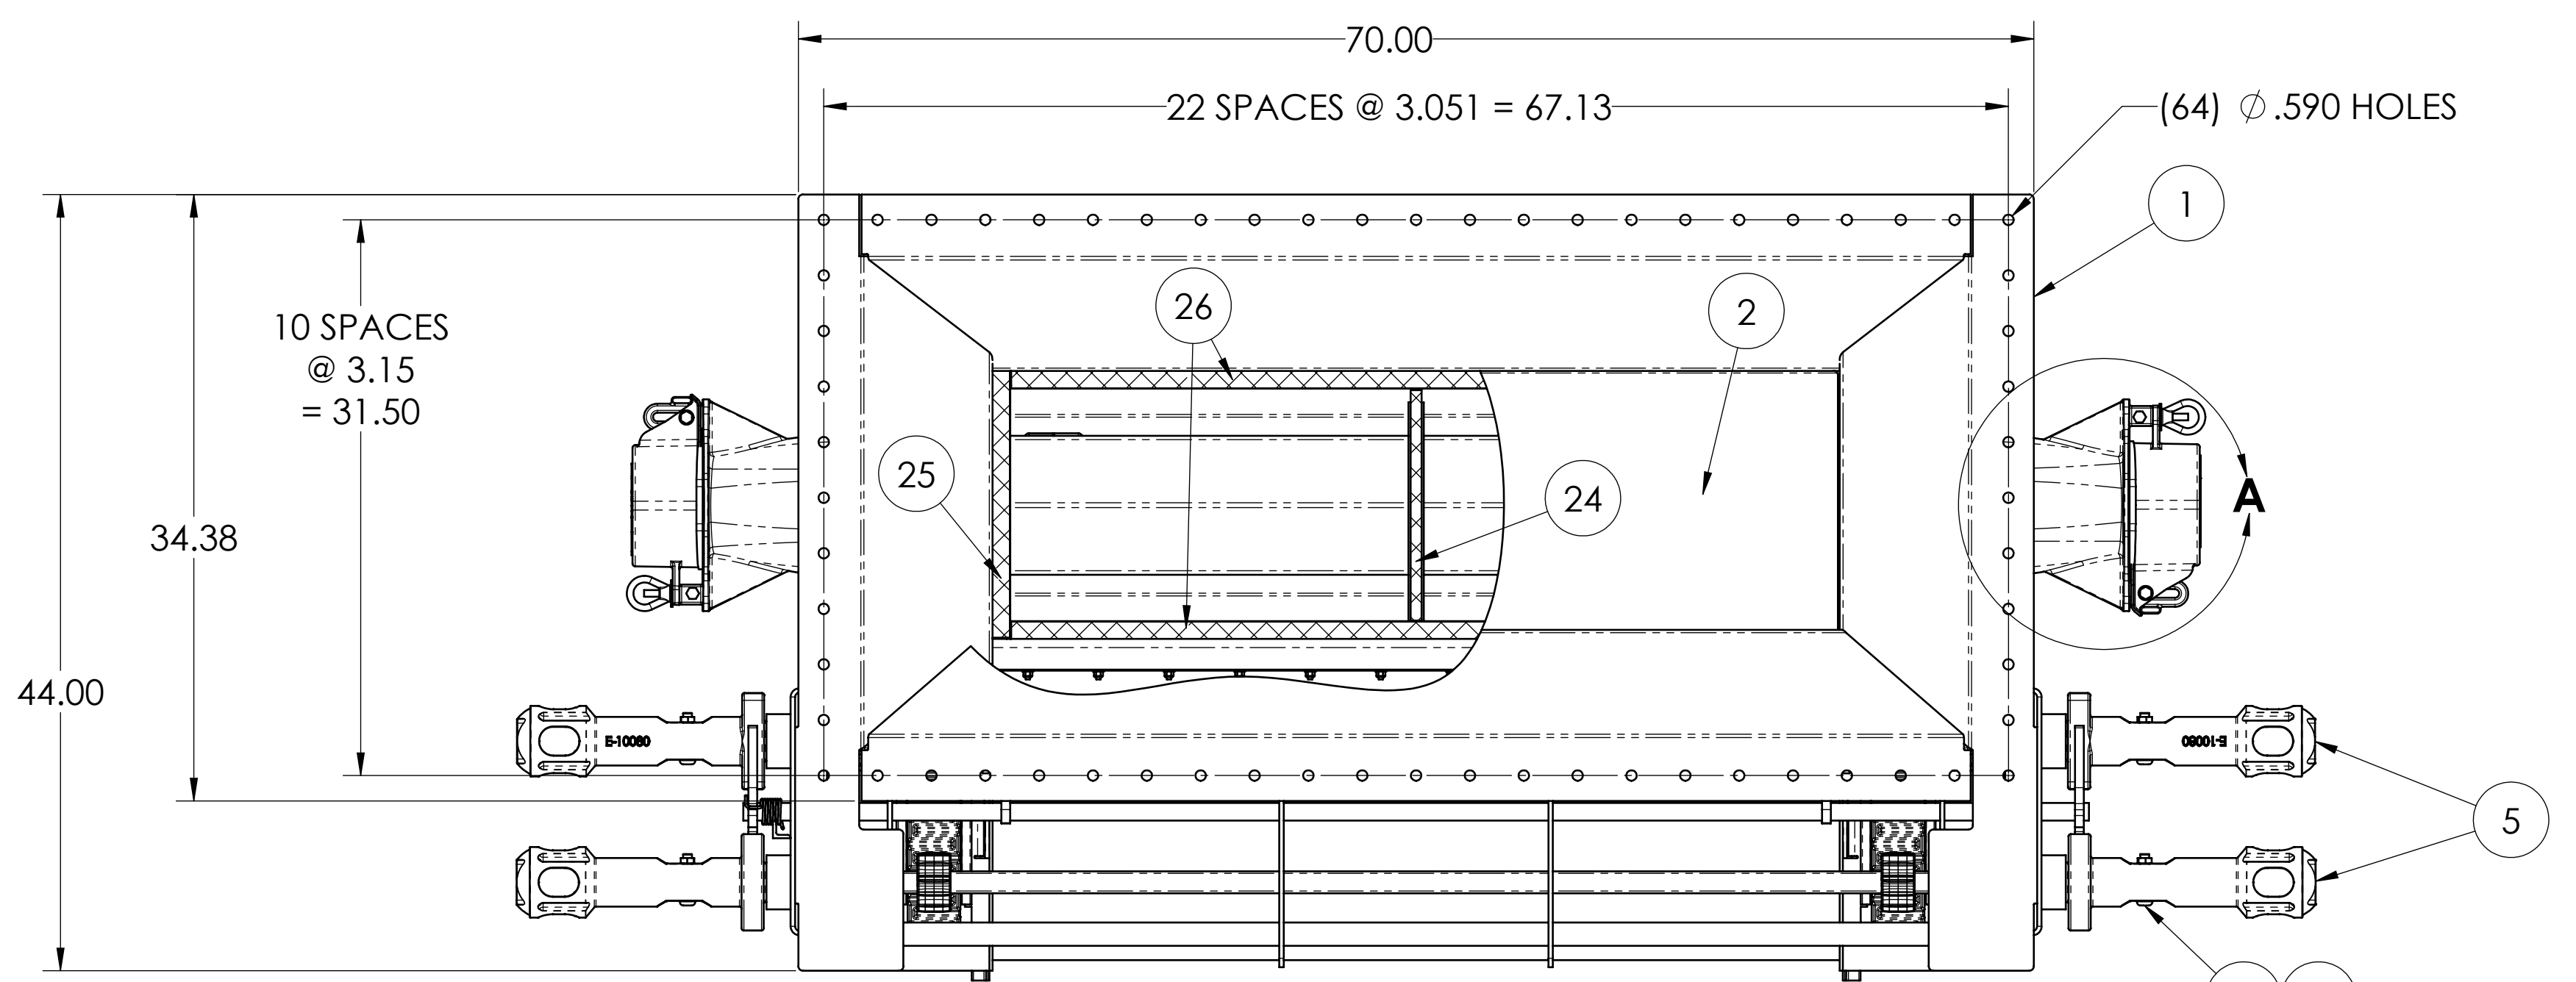 70.00
22 SPACES @ 3.051 = 67.13
(64) ∅ .590 HOLES
1
26
2
10 SPACES
@ 3.15
= 31.50
25
24
A
34.38
44.00
E-10080
E-10080
5